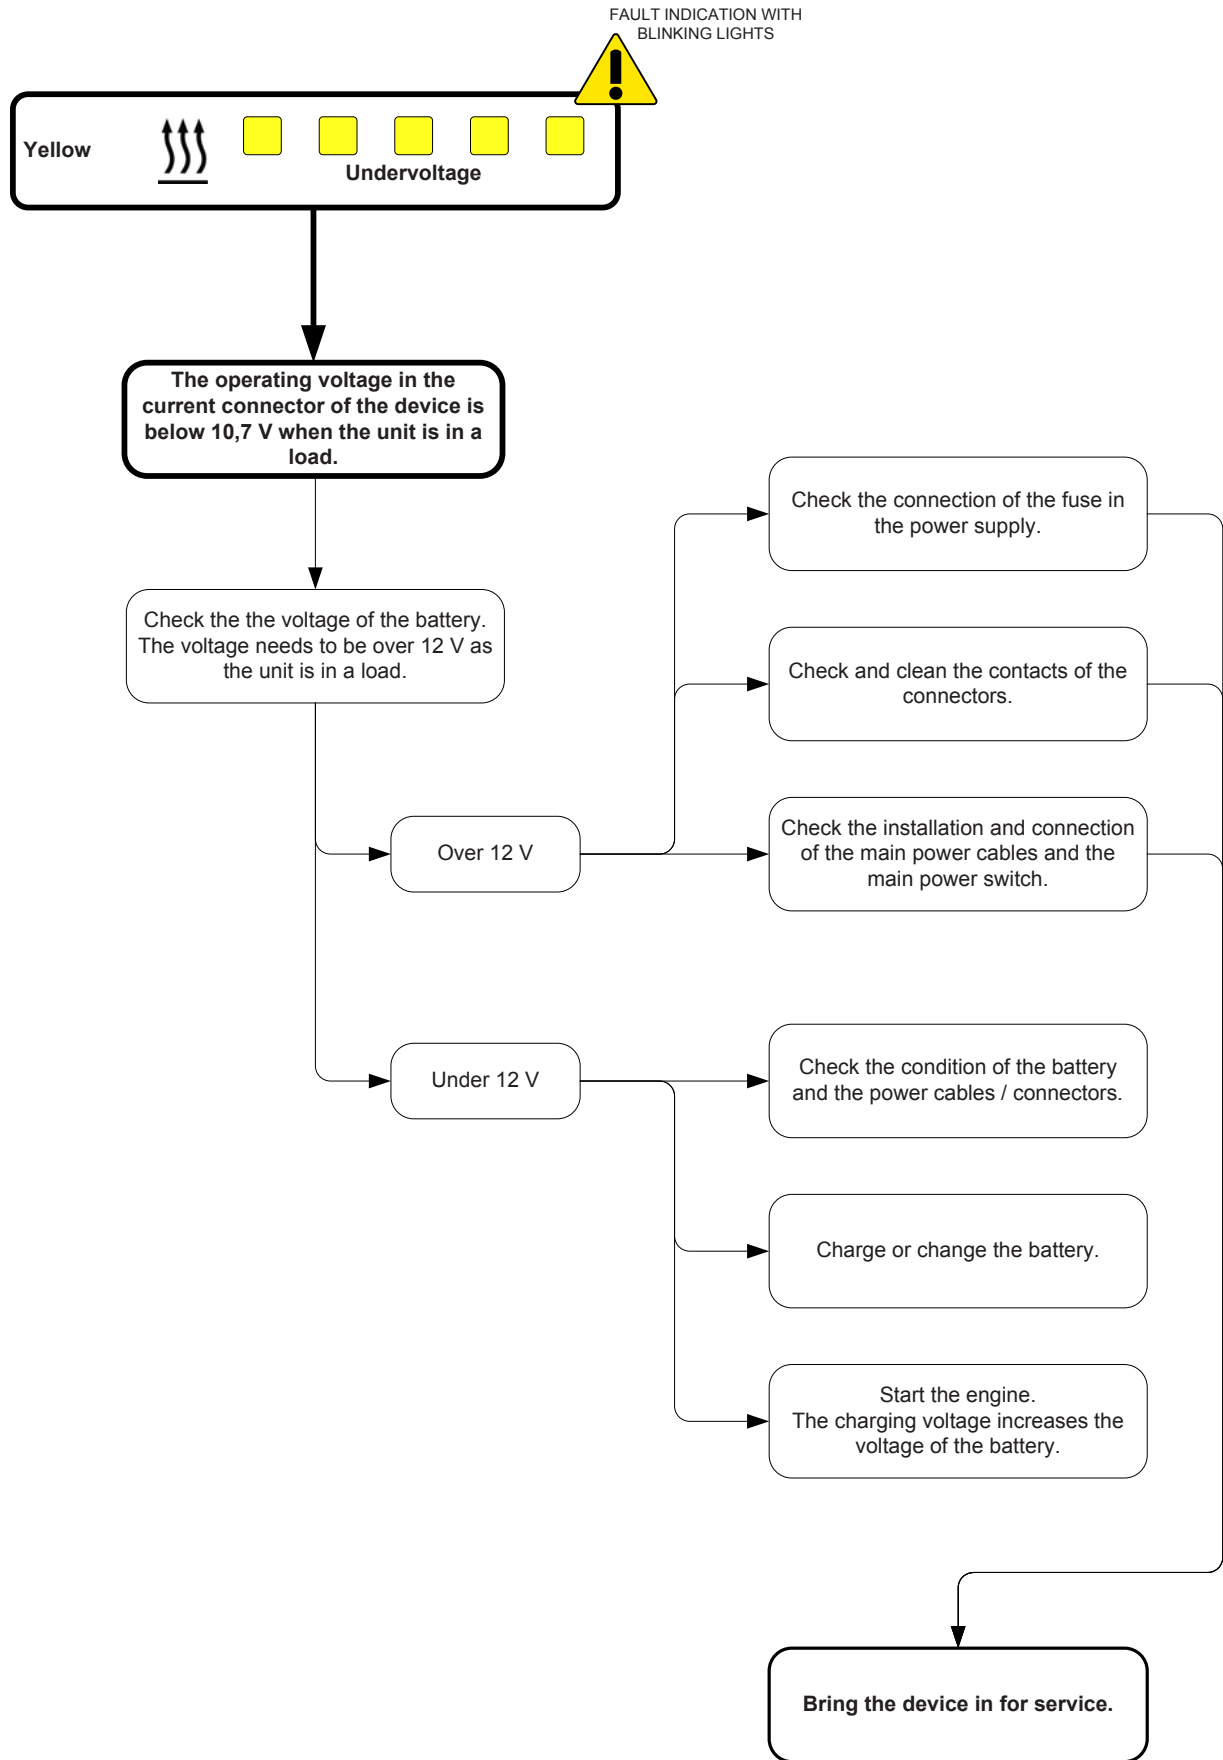 FAULT INDICATION WITH
BLINKING LIGHTS
Yellow
Undervoltage
The operating voltage in the
current connector of the device is
below 10,7 V when the unit is in a
load.
Check the connection of the fuse in
the power supply.
Check the the voltage of the battery.
The voltage needs to be over 12 V as
the unit is in a load.
Check and clean the contacts of the
connectors.
Over 12 V
Check the installation and connection
of the main power cables and the
main power switch.
Under 12 V
Check the condition of the battery
and the power cables / connectors.
Charge or change the battery.
Start the engine.
The charging voltage increases the
voltage of the battery.
Bring the device in for service.